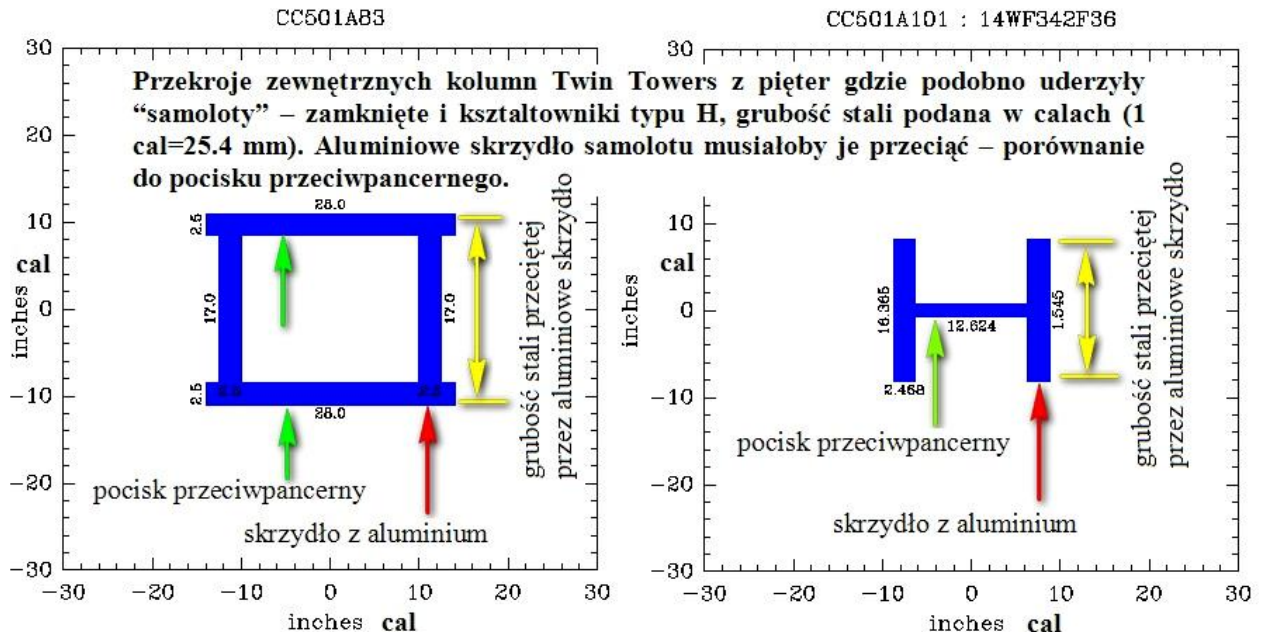 CC501A83
CC501A101 : 14WF342F36
Przekroje zewnętrznych kolumn Twin Towers z pięter gdzie podobno uderzyły
“samoloty” – zamknięte i kształtowniki typu H, grubość stali podana w calach (1
cal=25.4 mm). Aluminiowe skrzydło samolotu musiałoby je przeciąć – porównanie
do pocisku przeciwpancernego.
30
20
10
0
−10
−20
−30
cal
inches
28.0
2.5
17.0
17.0
2.5
28.0
grubość stali przeciętej
przez aluminiowe skrzydło
pocisk przeciwpancerny
skrzydło z aluminium
−30
−20
−10
0
10
20
30
inches cal
30
20
10
0
−10
−20
−30
cal
inches
16.365
12.624
1.545
2.468
grubość stali przeciętej
przez aluminiowe skrzydło
pocisk przeciwpancerny
skrzydło z aluminium
−30
−20
−10
0
10
20
30
inches cal